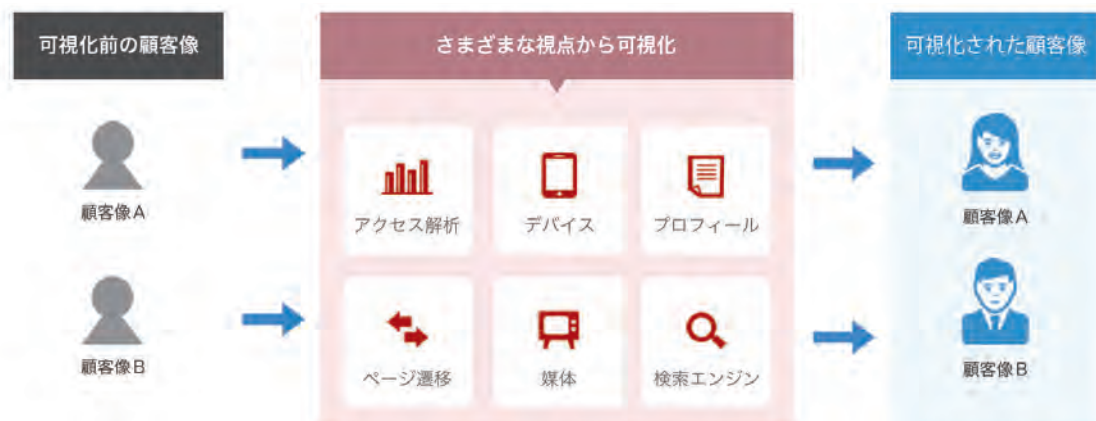 可視化前の顧客像
さまざまな視点から可視化
可視化された顧客像
顧客像A
顧客像B
アクセス解析
デバイス
プロフィール
ページ遷移
媒体
検索エンジン
顧客像A
顧客像B